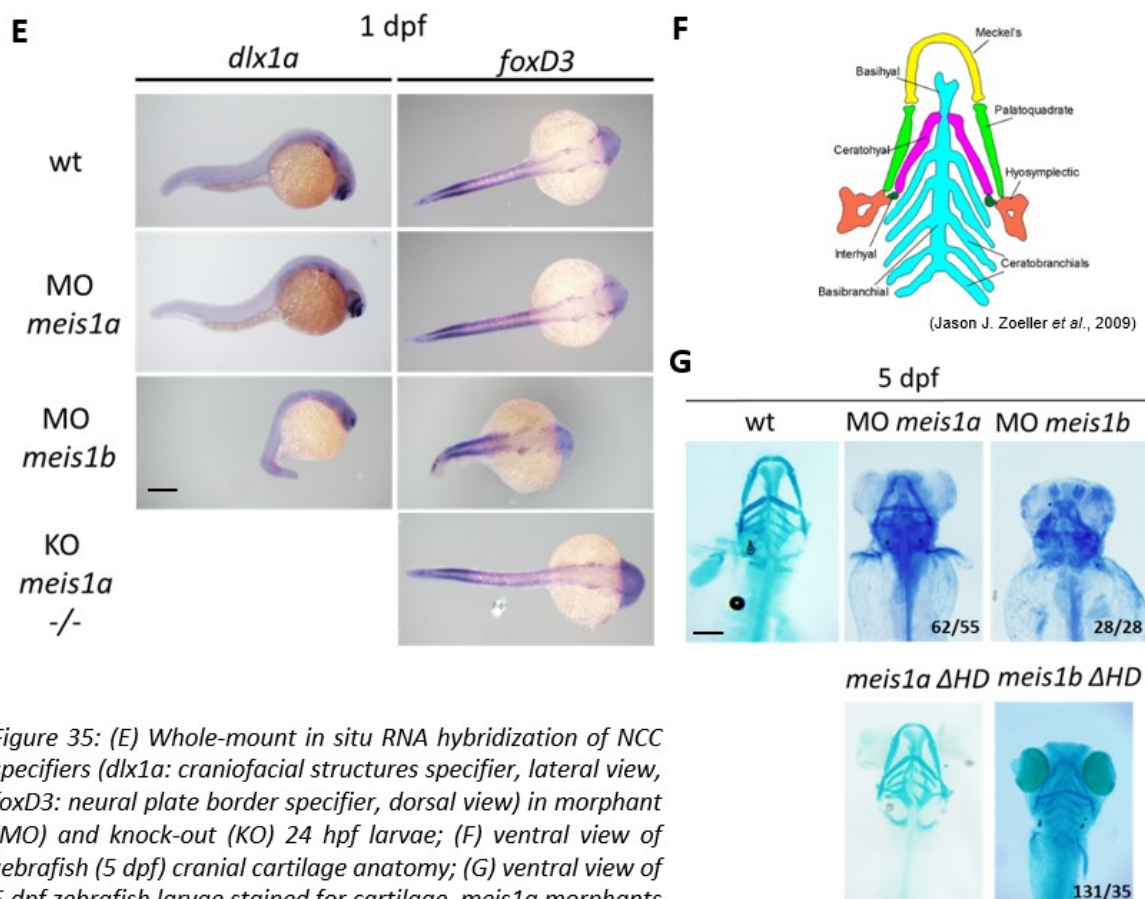 E
1 dpf
dlx1a
foxD3
wt
MO
meis1a
MO
meis1b
KO
meis1a
-/-
F
Meckel's
Basihyal
Palatoquadrate
Ceratohyal
Hyosymplectic
Interhyal
Ceratobranchials
Basibranchial
(Jason J. Zoeller et al., 2009)
G
5 dpf
wt
MO meis1a
MO meis1b
62/55
28/28
meis1a ΔHD
meis1b ΔHD
131/35
igure 35: (E) Whole-mount in situ RNA hybridization of NCC
pecifiers (dlx1a: craniofacial structures specifier, lateral view,
oxD3: neural plate border specifier, dorsal view) in morphant
MO) and knock-out (KO) 24 hpf larvae; (F) ventral view of
ebrafish (5 dpf) cranial cartilage anatomy; (G) ventral view of
5 dpf zebrafish larvae stained for cartilage. meis1a morphants